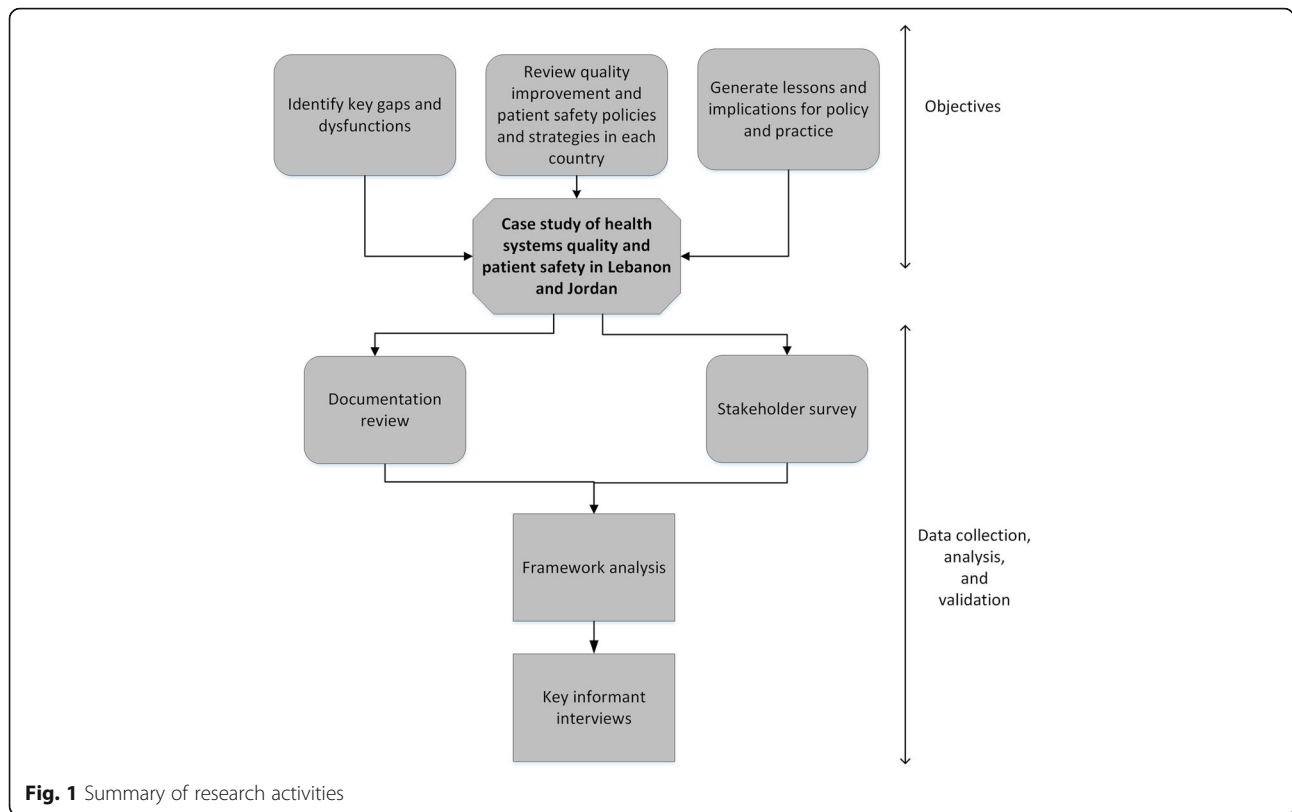 Identify key gaps and
dysfunctions
Review quality
improvement and
patient safety policies
and strategies in each
country
Generate lessons and
implications for policy
and practice
Objectives
Case study of health
systems quality and
patient safety in Lebanon
and Jordan
Documentation
review
Stakeholder survey
Framework analysis
Data collection,
analysis,
and
validation
Key informant
interviews
Fig. 1 Summary of research activities